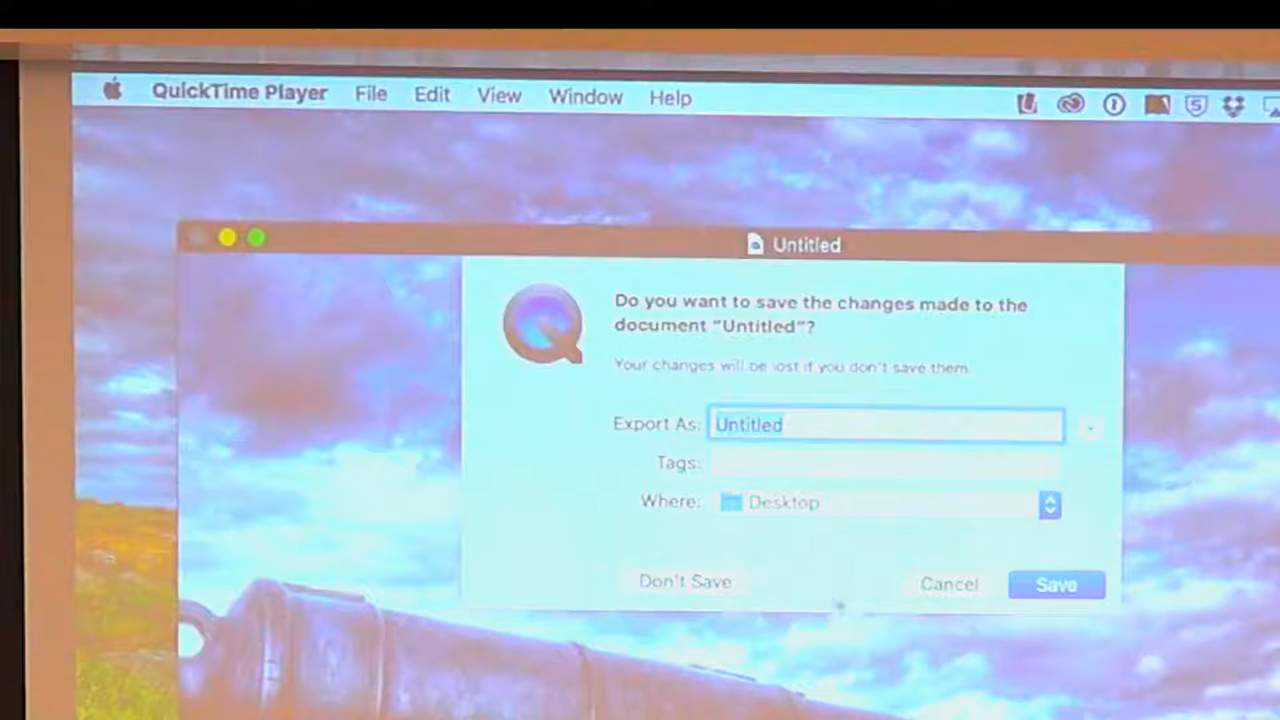 QuickTime Player File Edit View Window Help
Untitled
Do you want to save the changes made to the
document "Untitled"?
Your changes will be lost if you don't save them.
Export As: Untitled
Tags:
Where: Desktop
Don't Save Cancel Save